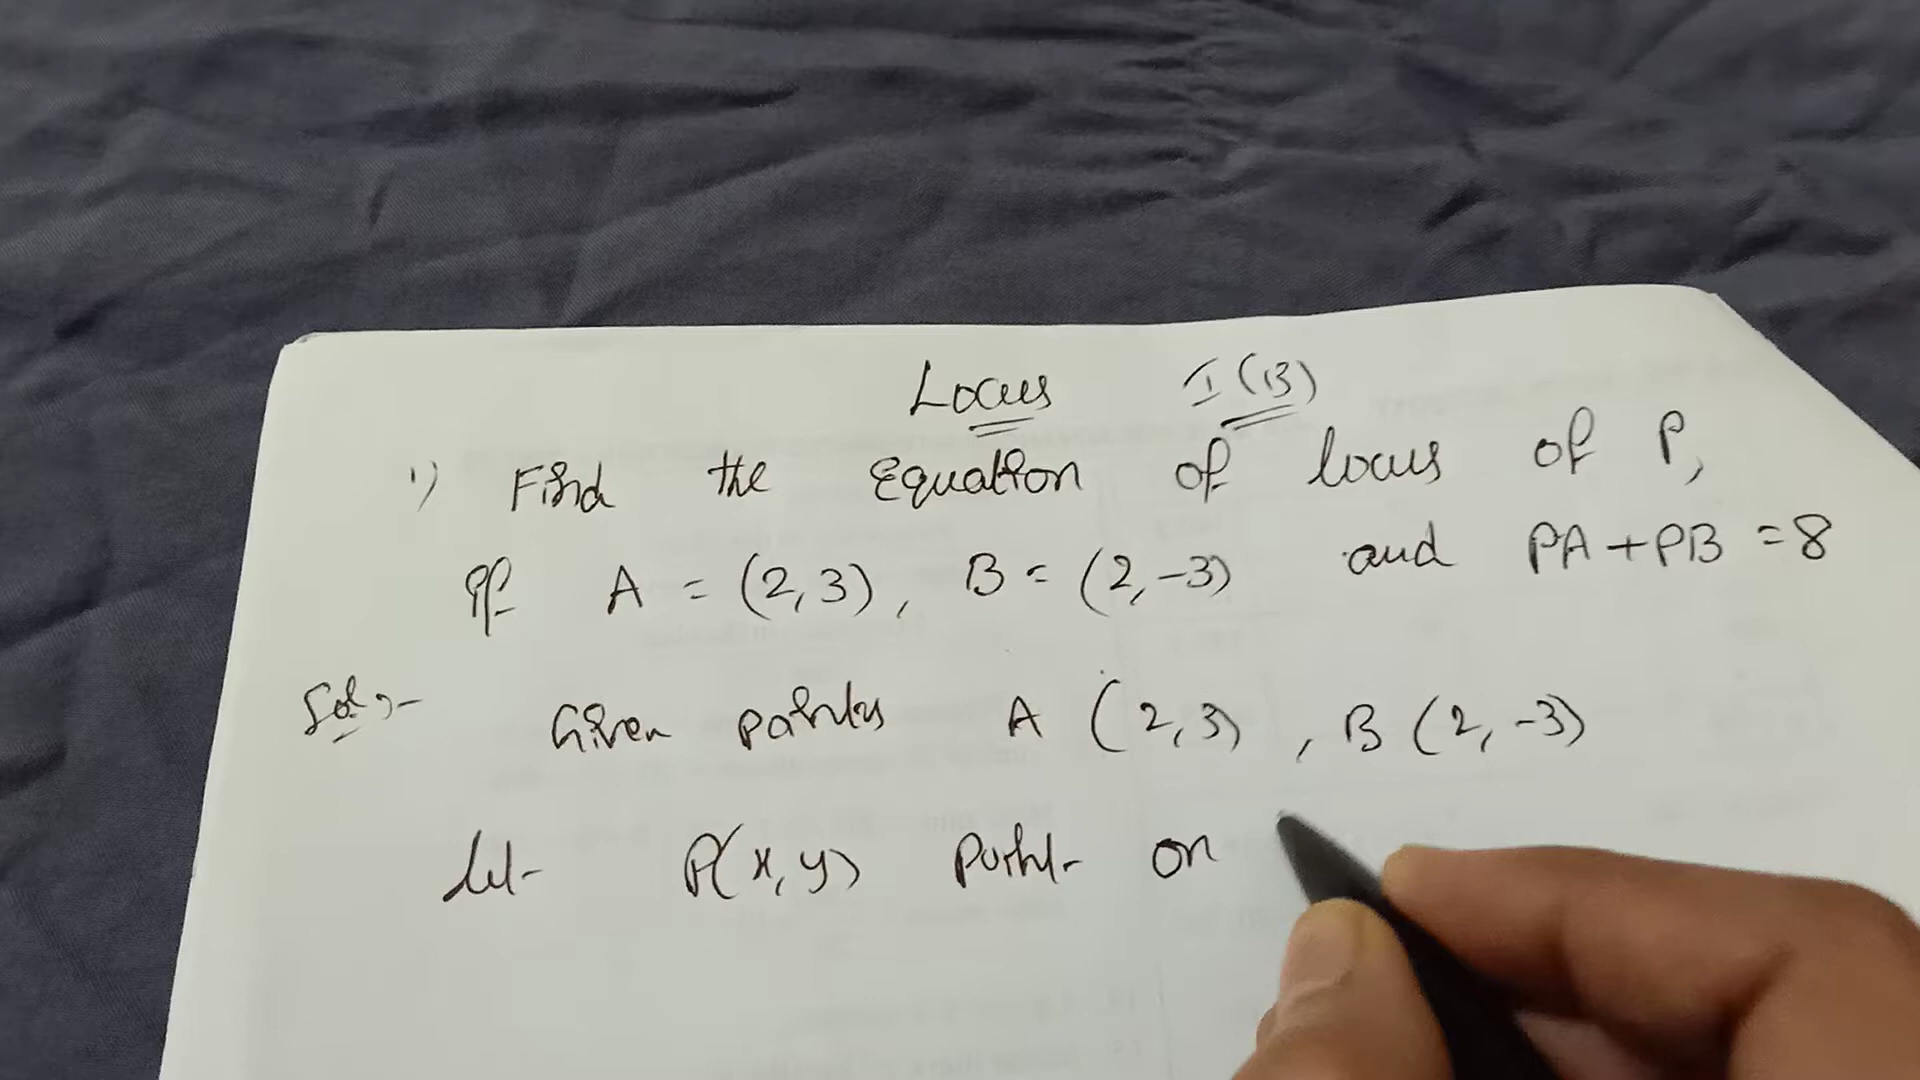 Locus I(B)
1) Find the Equation of locus of P,
if A = (2,3), B = (2,-3) and PA+PB = 8
Sol:- Given points A (2,3), B (2,-3)
Let P(x,y) point on